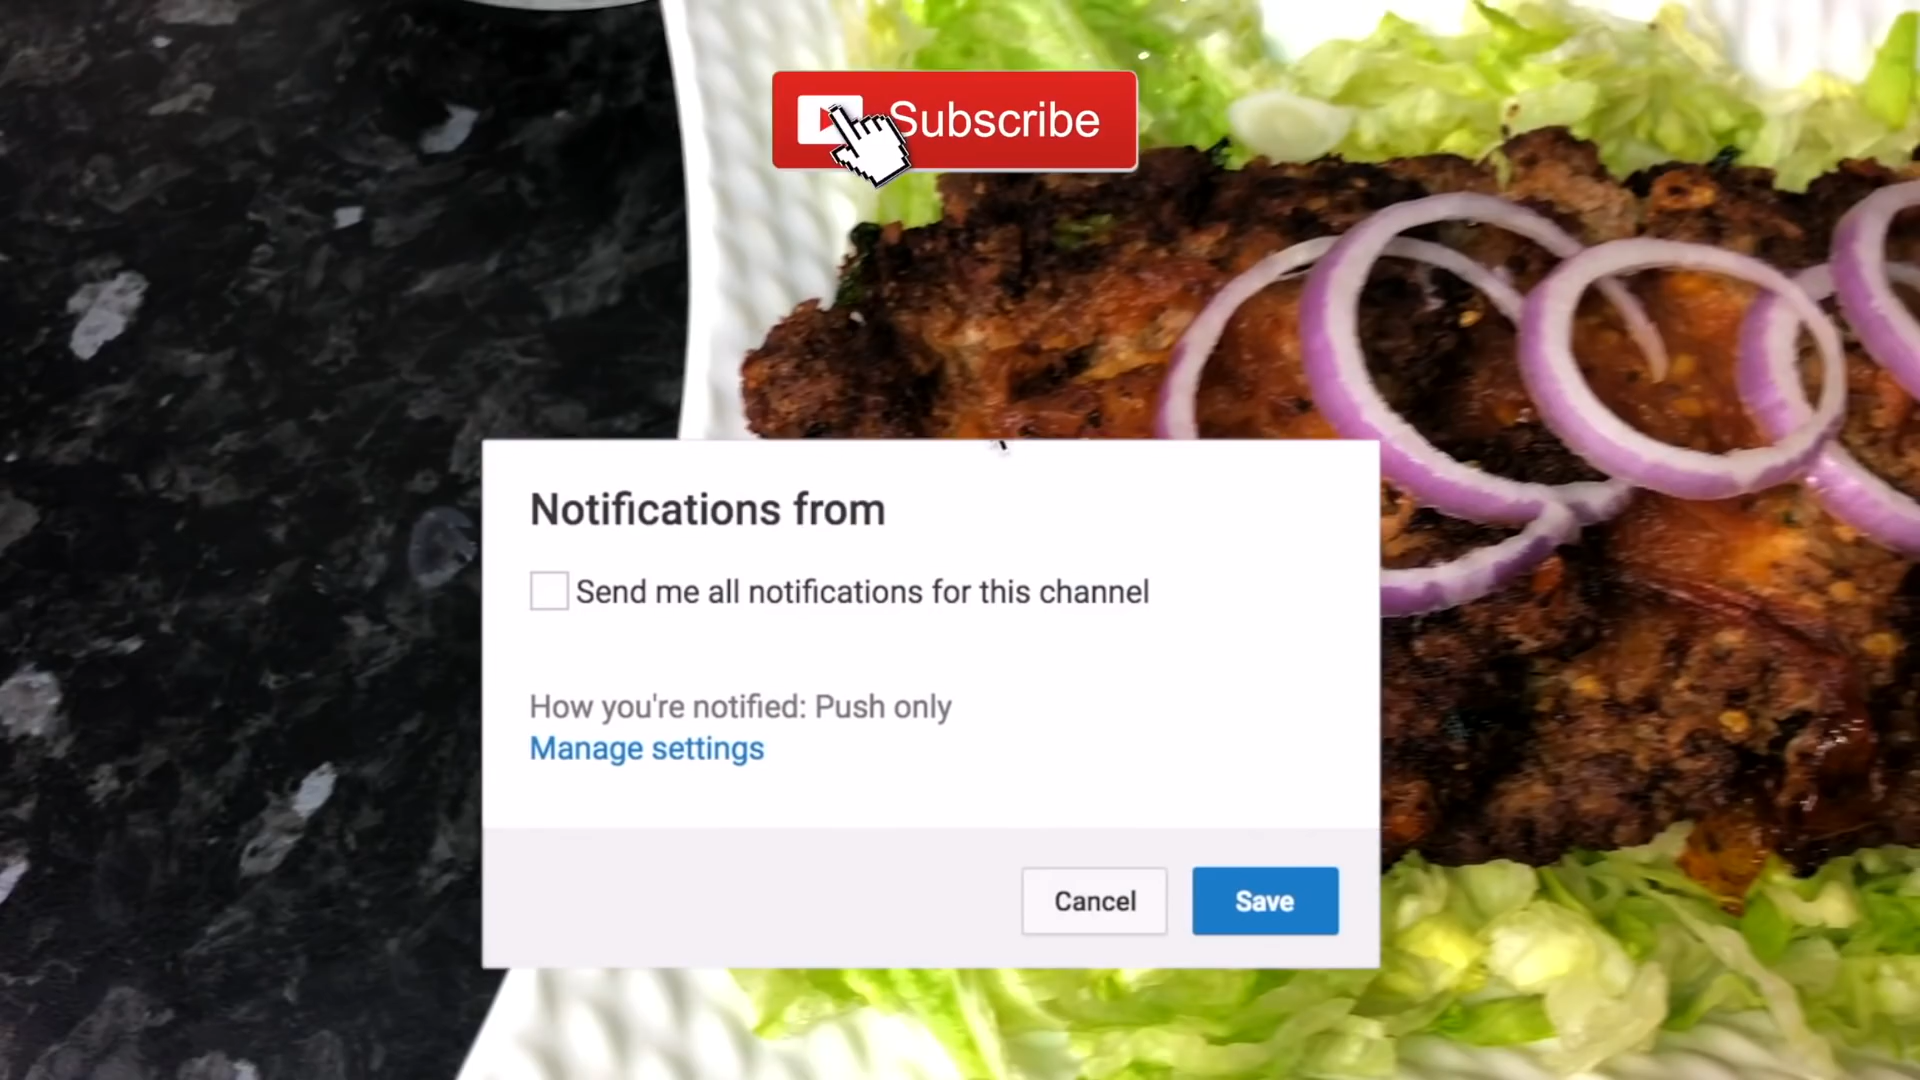 Subscribe
Notifications from
Send me all notifications for this channel
How you're notified: Push only
Manage settings
Cancel
Save